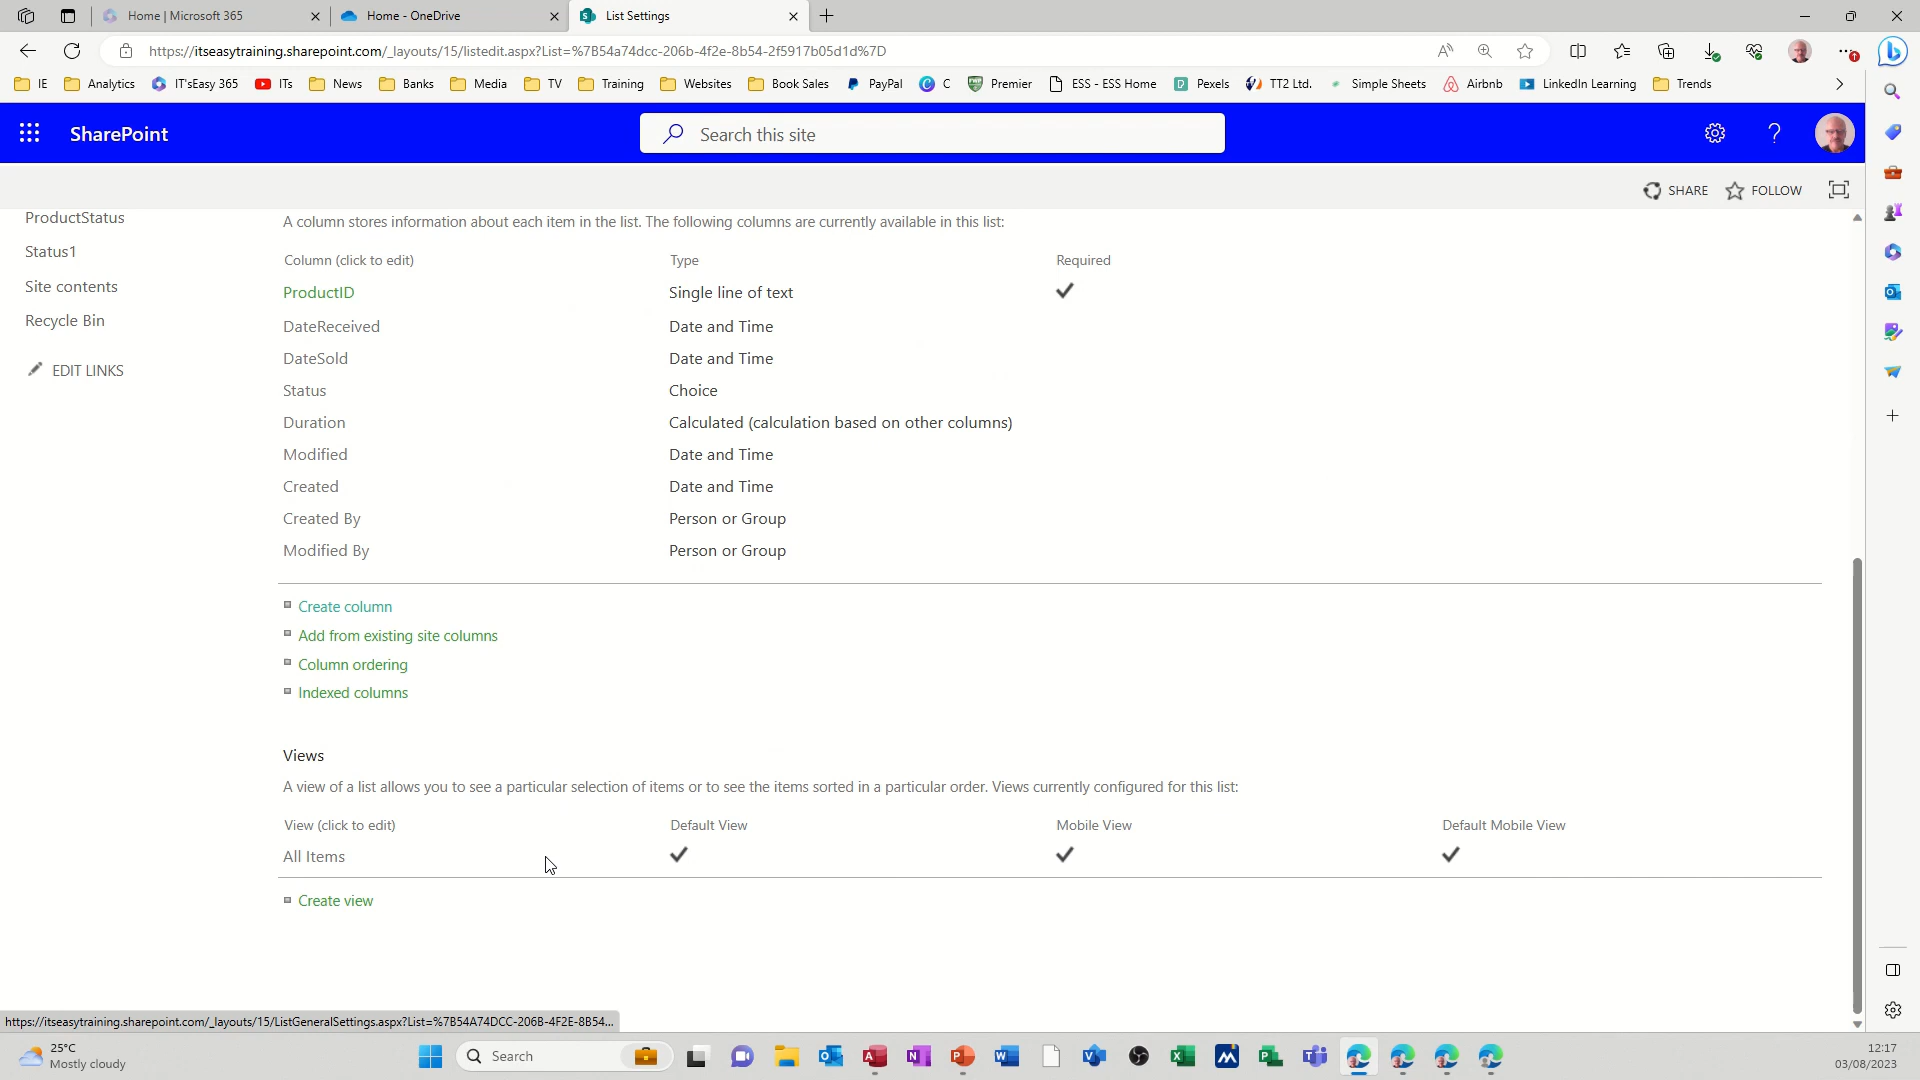 Home | Microsoft 365
Home - OneDrive
List Settings
https://itseasytraining.sharepoint.com/_layouts/15/listedit.aspx?List=%7B54a74dcc-206b-4f2e-8b54-2f5917b05d1d%7D
IE
Analytics
IT'sEasy 365
ITs
News
Banks
Media
TV
Training
Websites
Book Sales
PayPal
C
Premier
ESS - ESS Home
Pexels
TT2 Ltd.
Simple Sheets
Airbnb
LinkedIn Learning
Trends
SharePoint
Search this site
SHARE
FOLLOW
ProductStatus
Status1
Site contents
Recycle Bin
EDIT LINKS
A column stores information about each item in the list. The following columns are currently available in this list:
Column (click to edit) Type Required
ProductID Single line of text
DateReceived Date and Time
DateSold Date and Time
Status Choice
Duration Calculated (calculation based on other columns)
Modified Date and Time
Created Date and Time
Created By Person or Group
Modified By Person or Group
Create column
Add from existing site columns
Column ordering
Indexed columns
Views
A view of a list allows you to see a particular selection of items or to see the items sorted in a particular order. Views currently configured for this list:
View (click to edit) Default View Mobile View Default Mobile View
All Items
Create view
https://itseasytraining.sharepoint.com/_layouts/15/ListGeneralSettings.aspx?List=%7B54A74DCC-206B-4F2E-8B54...
25°C
Mostly cloudy
Search
12:17
03/08/2023